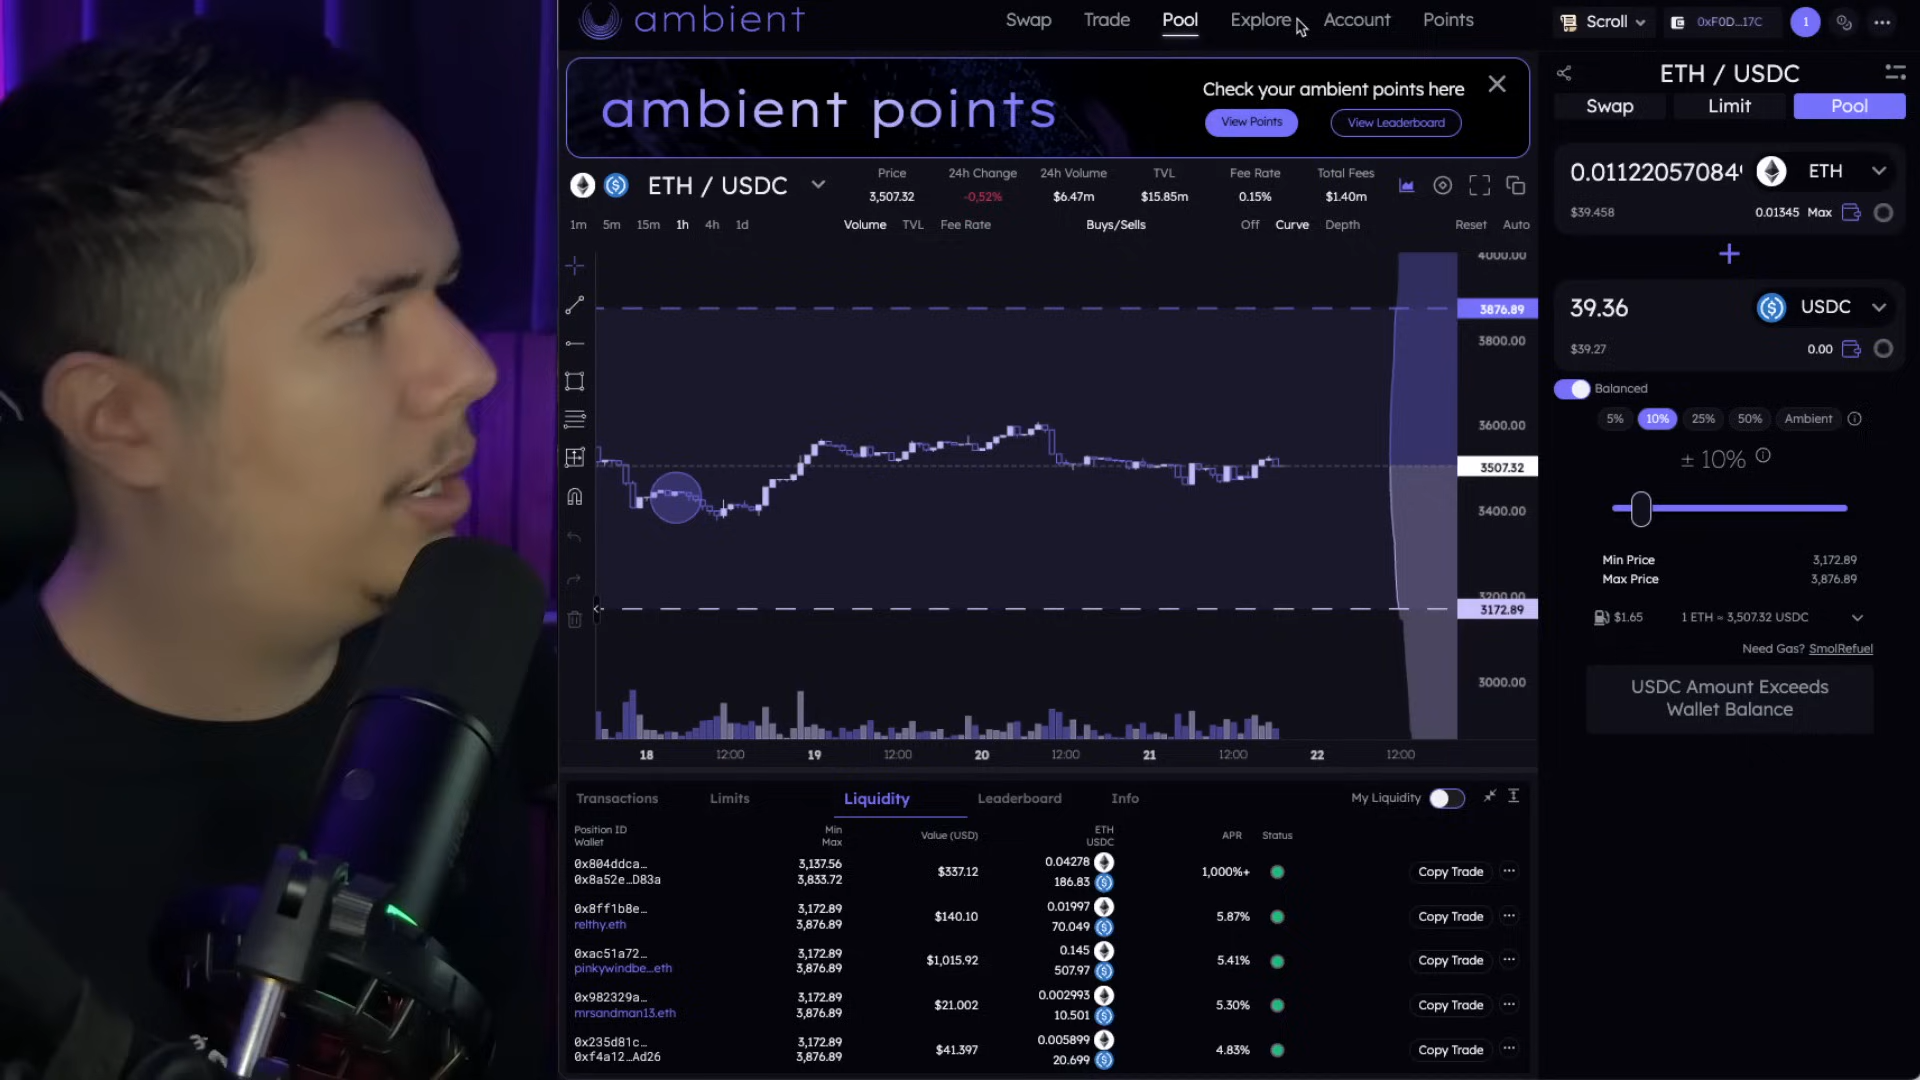 ambient
Swap Trade Pool Explore Account Points
Scroll 0xF0D...17C 1
ambient points
Check your ambient points here
View Points View Leaderboard
ETH / USDC
Price 24h Change 24h Volume TVL Fee Rate Total Fees
3,507.32 -0,52% $6.47m $15.85m 0.15% $1.40m
1m 5m 15m 1h 4h 1d Volume TVL Fee Rate Buys/Sells Off Curve Depth Reset Auto
4000.00
3876.89
3800.00
3600.00
3507.32
3400.00
3200.00
3172.89
3000.00
18 12:00 19 12:00 20 12:00 21 12:00 22 12:00
ETH / USDC
Swap Limit Pool
0.01122057084 ETH
$39.458 0.01345 Max
39.36 USDC
$39.27 0.00
Balanced
5% 10% 25% 50% Ambient
± 10%
Min Price 3,172.89
Max Price 3,876.89
$1.65 1 ETH = 3,507.32 USDC
Need Gas? SmolRefuel
USDC Amount Exceeds
Wallet Balance
Transactions Limits Liquidity Leaderboard Info My Liquidity
Position ID Min ETH
Wallet Max Value (USD) USDC APR Status
0x804ddca... 3,137.56 0.04278
0x8a52e...D83a 3,833.72 $337.12 186.83 1,000%+ Copy Trade ...
0x8ff1b8e... 3,172.89 0.01997
relthy.eth 3,876.89 $140.10 70.049 5.87% Copy Trade ...
0xac51a72... 3,172.89 0.145
pinkywindbe...eth 3,876.89 $1,015.92 507.97 5.41% Copy Trade ...
0x982329a... 3,172.89 0.002993
mrsandman13.eth 3,876.89 $21.002 10.501 5.30% Copy Trade ...
0x235d81c... 3,172.89 0.005899
0xf4a12...Ad26 3,876.89 $41.397 20.699 4.83% Copy Trade ...